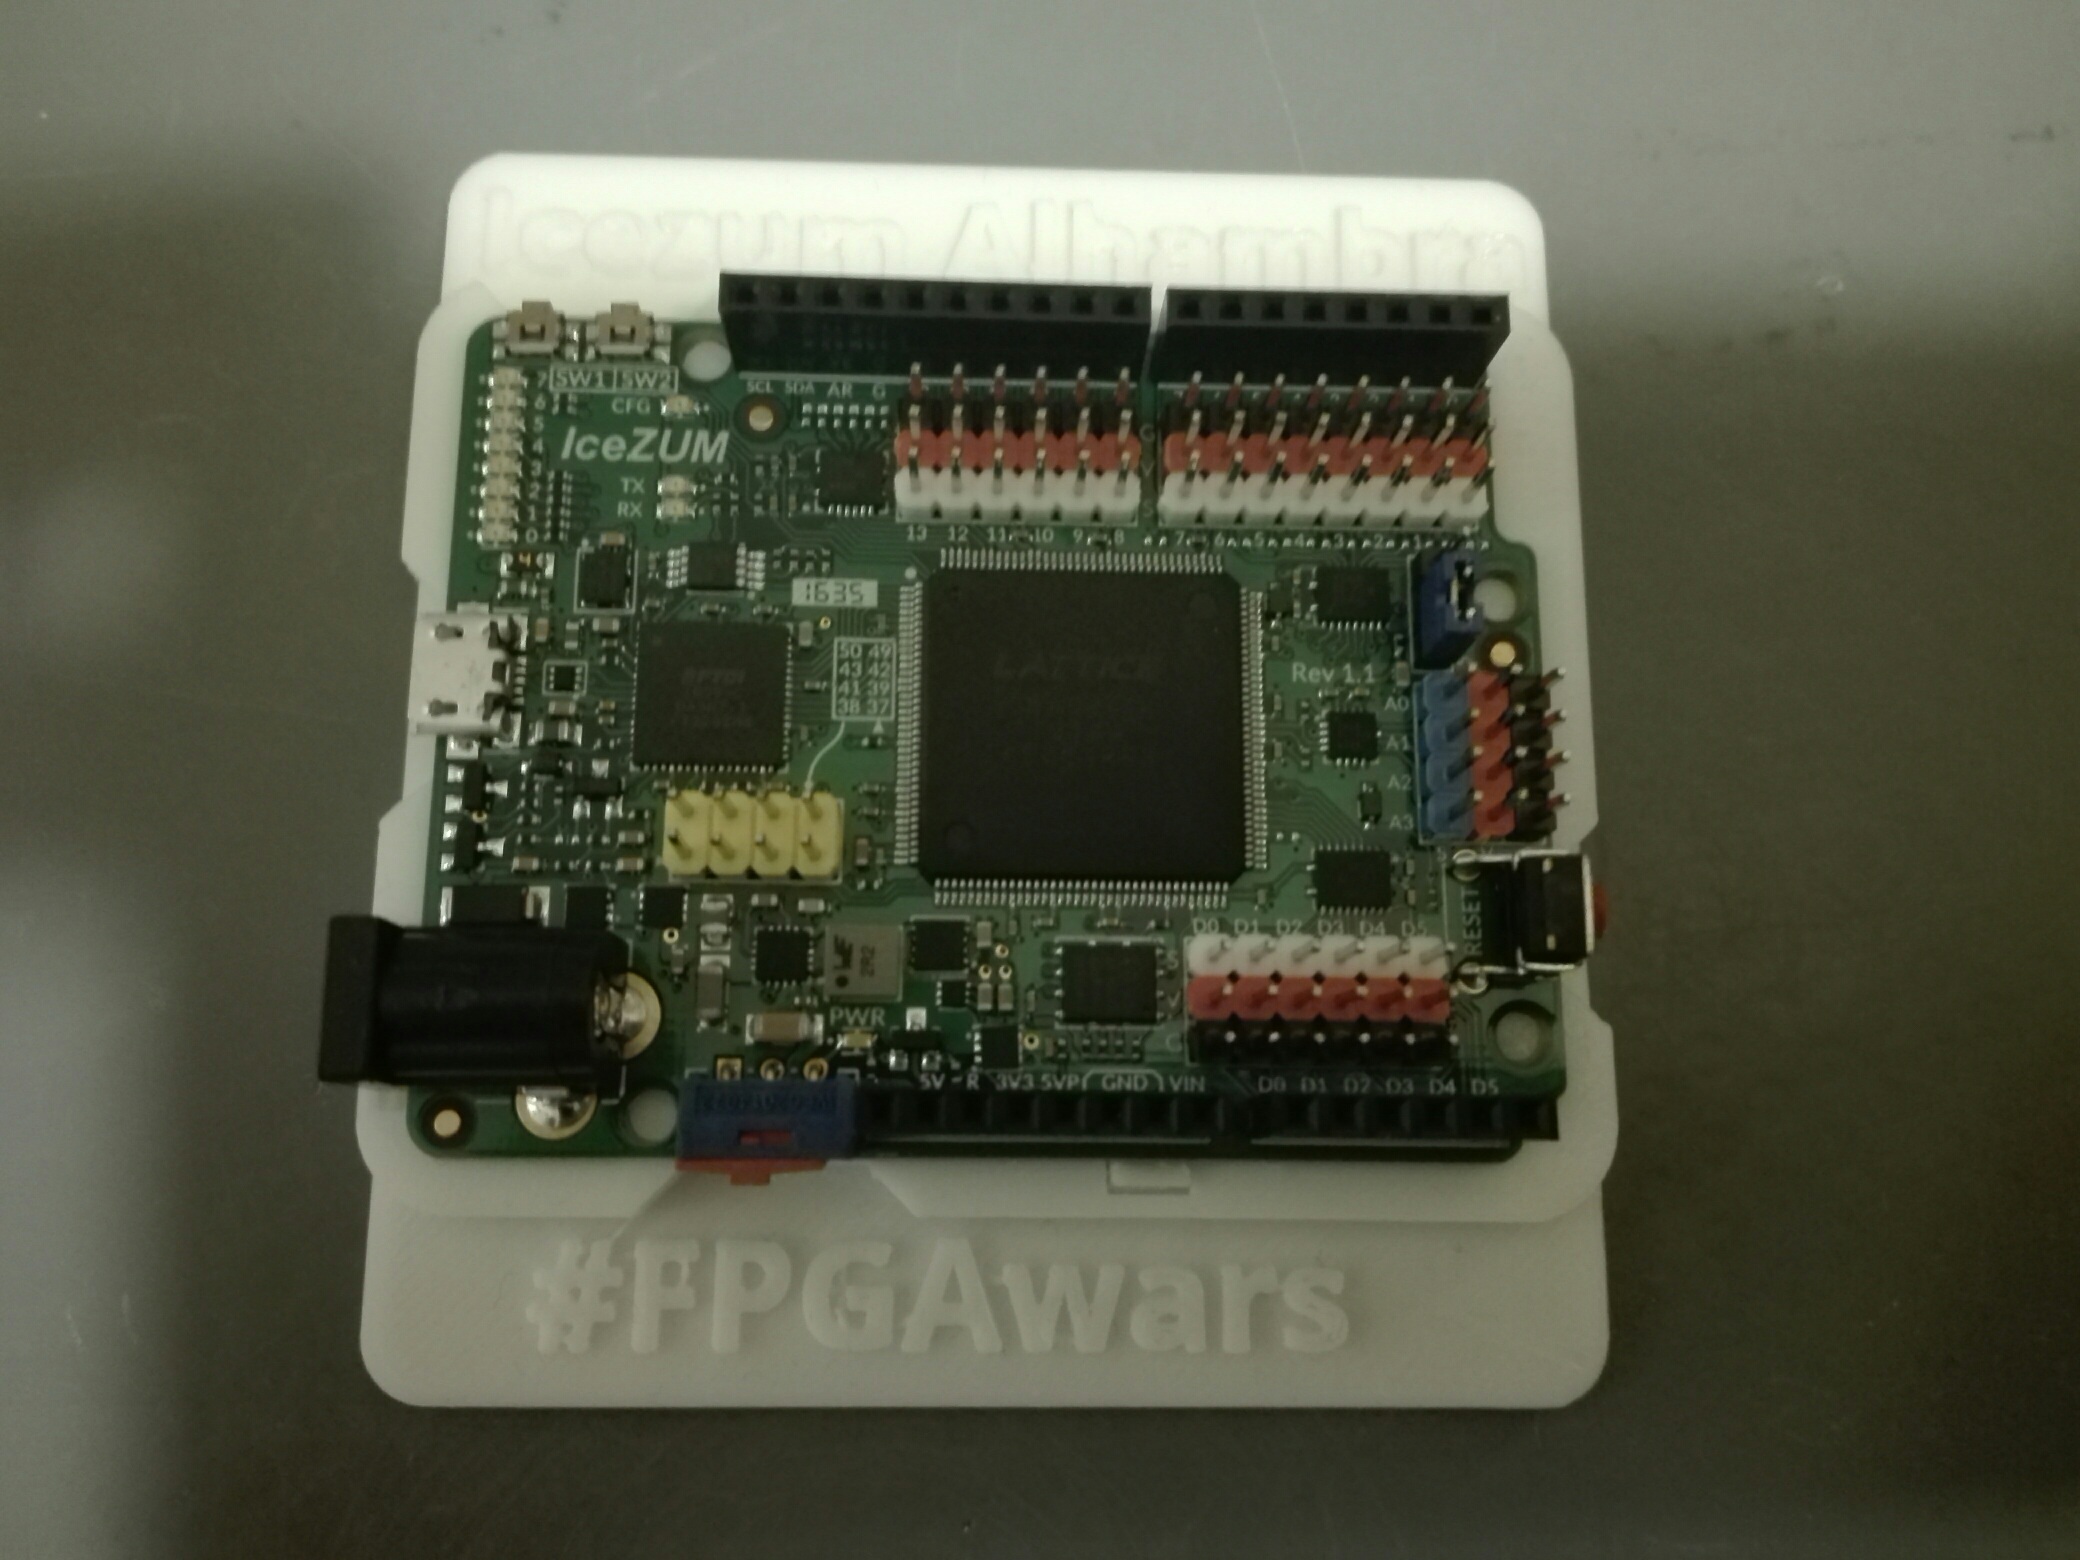 Icezum Alhambra
SW1 SW2
7
6
5
4
3
2
1
0
CFG
IceZUM
TX
RX
SCL SDA AR G
13 12 11 10 9 8
7 6 5 4 3 2 1
1635
50 49
43 42
41 39
38 37
FTDI
LATTICE
Rev 1.1
A0
A1
A2
A3
RESET
D0 D1 D2 D3 D4 D5
WE
2R2
PWR
5V R 3V3 5VP GND VIN
D0 D1 D2 D3 D4 D5
#FPGAwars